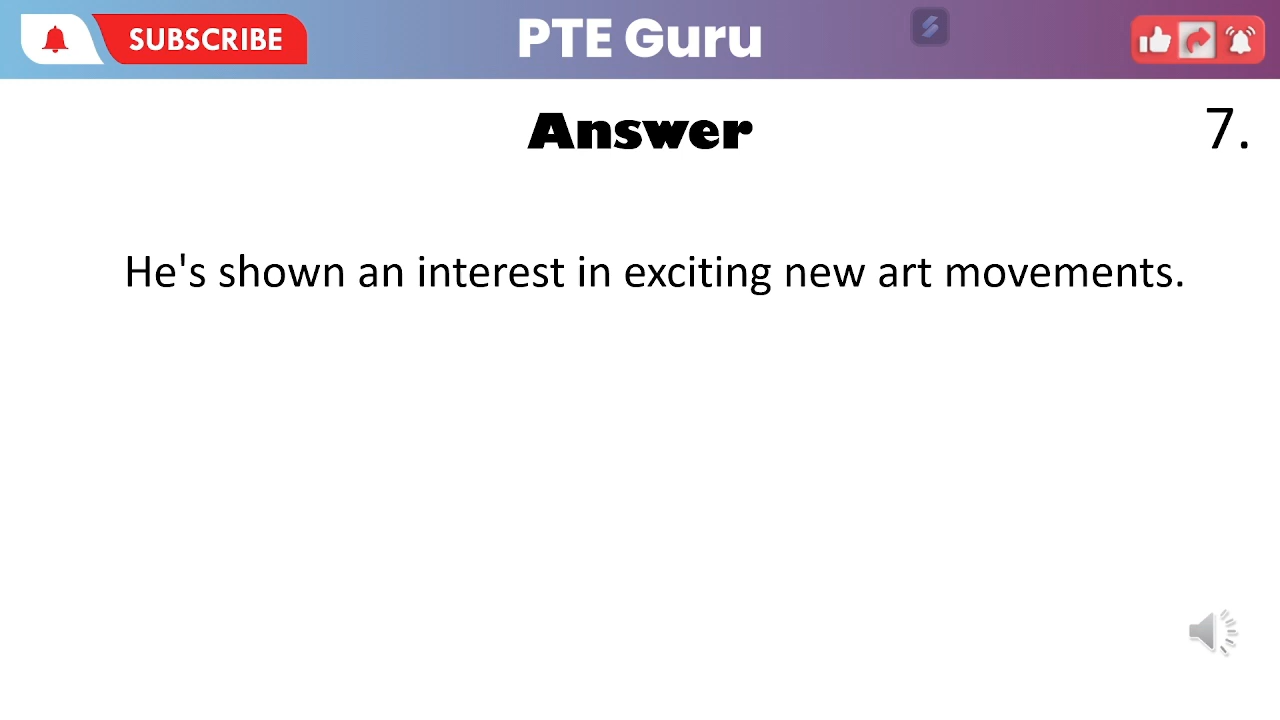 SUBSCRIBE
PTE Guru
Answer
7.
He's shown an interest in exciting new art movements.